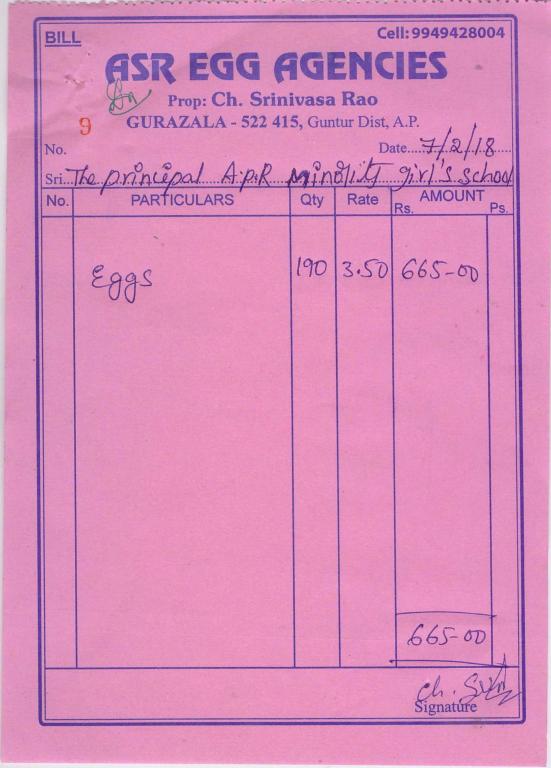 BILL
Cell: 9949428004
ASR EGG AGENCIES
Prop: Ch. Srinivasa Rao
GURAZALA - 522 415, Guntur Dist, A.P.
9
No.
Date....7/2/18
Sri...The principal A.P.R Minority girl's school
No. PARTICULARS Qty Rate AMOUNT
Rs. Ps.
Eggs 190 3.50 665-00
665-00
Ch.
Signature